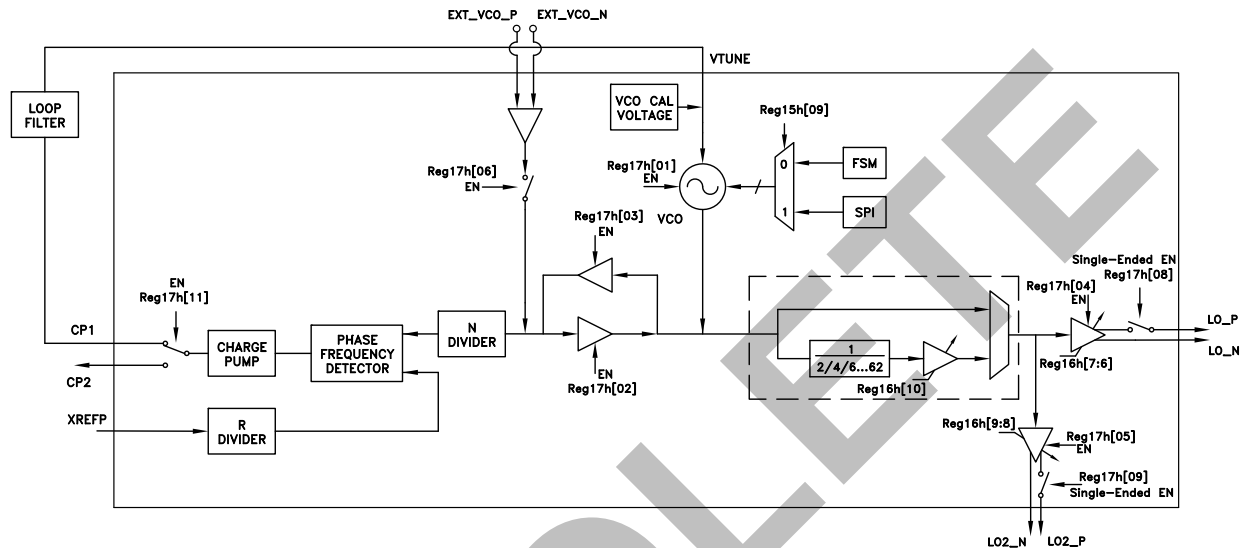 EXT_VCO_P
EXT_VCO_N
VTUNE
LOOP
FILTER
VCO CAL
VOLTAGE
Reg15h[09]
Reg17h[06]
EN
Reg17h[01]
EN
0
FSM
1
SPI
VCO
Reg17h[03]
EN
Single-Ended EN
Reg17h[08]
Reg17h[04]
EN
EN
Reg17h[11]
CP1
CHARGE
PUMP
PHASE
FREQUENCY
DETECTOR
N
DIVIDER
LO_P
LO_N
CP2
EN
Reg17h[02]
1
2/4/6...62
Reg16h[10]
Reg16h[7:6]
XREFP
R
DIVIDER
Reg16h[9:8]
Reg17h[05]
EN
Reg17h[09]
Single-Ended EN
LO2_N
LO2_P
OLETE